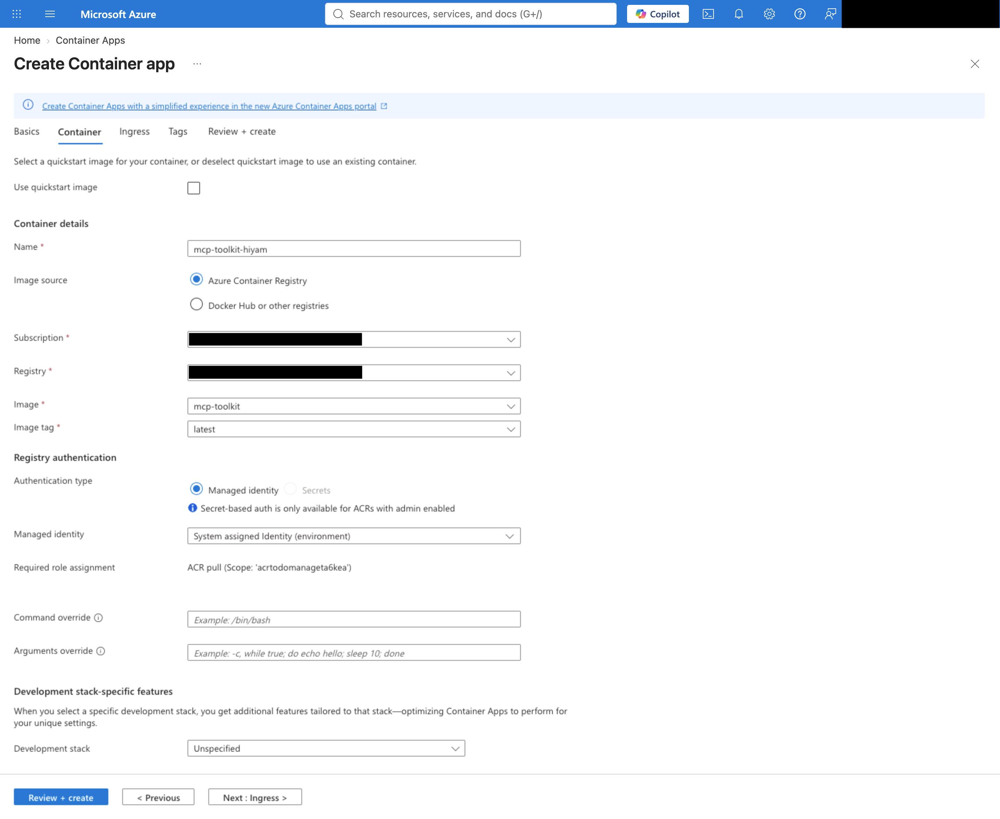 Microsoft Azure
Search resources, services, and docs (G+/)
Copilot
Home > Container Apps
Create Container app ...
Create Container Apps with a simplified experience in the new Azure Container Apps portal
Basics Container Ingress Tags Review + create
Select a quickstart image for your container, or deselect quickstart image to use an existing container.
Use quickstart image
Container details
Name * mcp-toolkit-hiyam
Image source Azure Container Registry
Docker Hub or other registries
Subscription *
Registry *
Image * mcp-toolkit
Image tag * latest
Registry authentication
Authentication type
Managed identity Secrets
Secret-based auth is only available for ACRs with admin enabled
Managed identity System assigned Identity (environment)
Required role assignment ACR pull (Scope: 'acrtodomanageta6kea')
Command override Example: /bin/bash
Arguments override Example: -c, while true; do echo hello; sleep 10; done
Development stack-specific features
When you select a specific development stack, you get additional features tailored to that stack—optimizing Container Apps to perform for
your unique settings.
Development stack Unspecified
Review + create < Previous Next : Ingress >